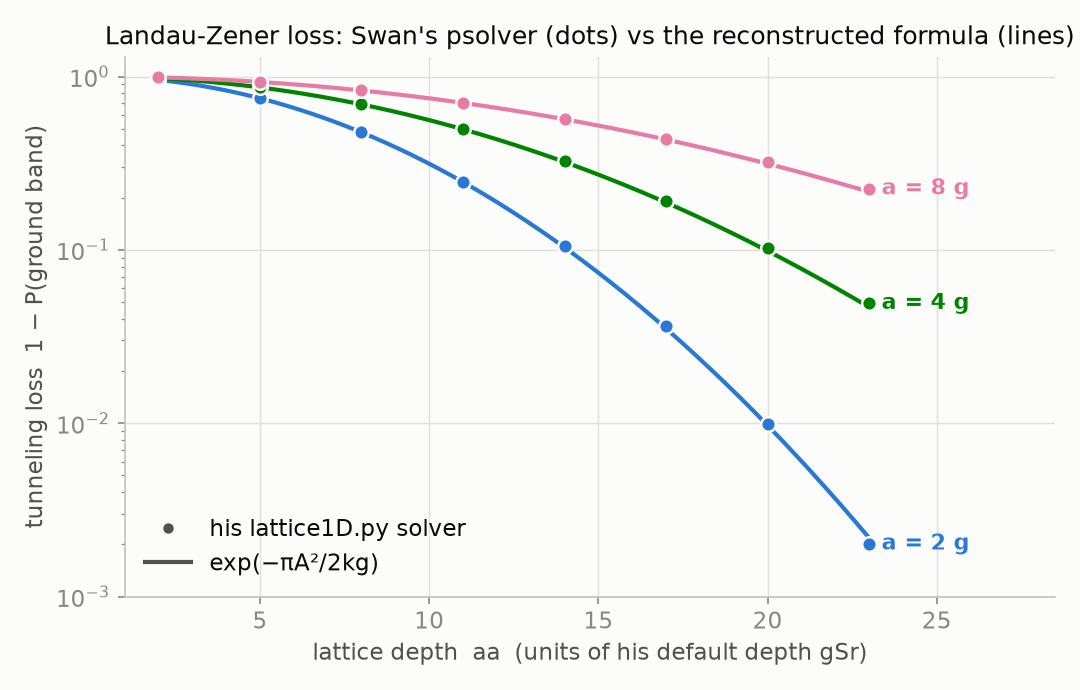 Landau-Zener loss: Swan's psolver (dots) vs the reconstructed formula (lines)
tunneling loss 1 − P(ground band)
10⁰
10⁻¹
10⁻²
10⁻³
a = 8 g
a = 4 g
a = 2 g
his lattice1D.py solver
exp(−πA²/2kg)
5 10 15 20 25
lattice depth aa (units of his default depth gSr)